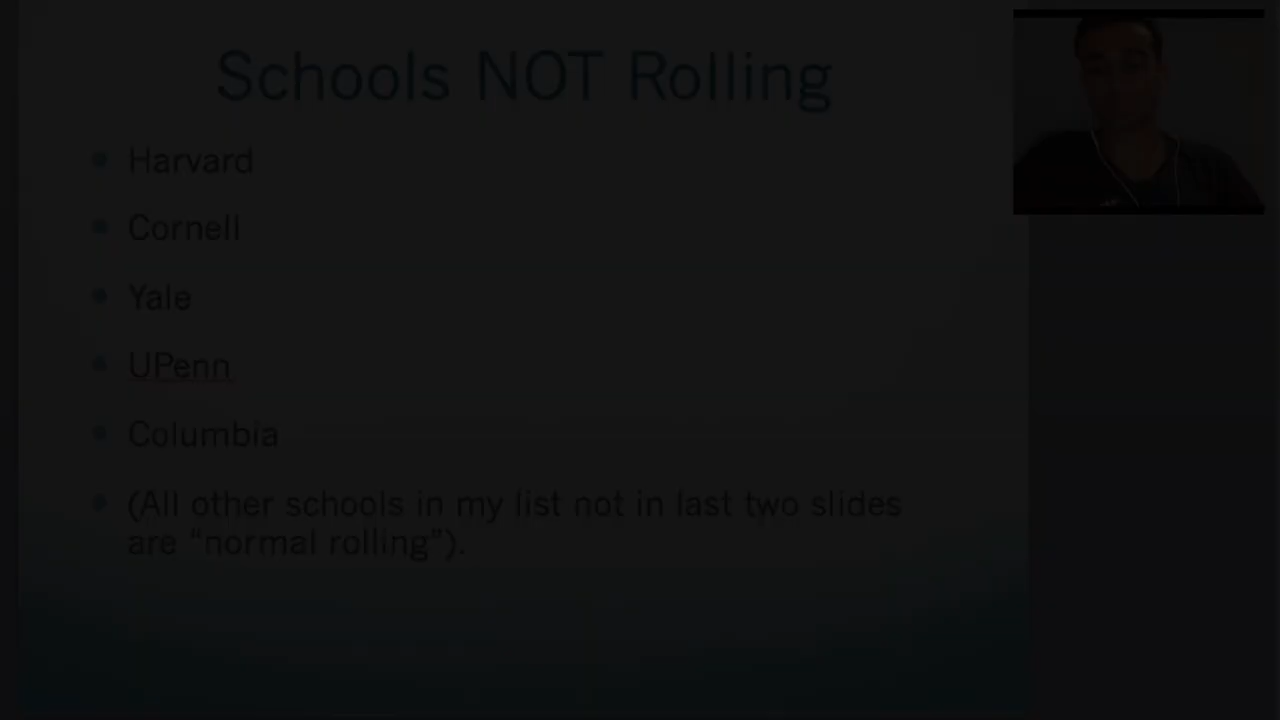 Schools NOT Rolling
Harvard
Cornell
Yale
UPenn
Columbia
(All other schools in my list not in last two slides
are “normal rolling”).